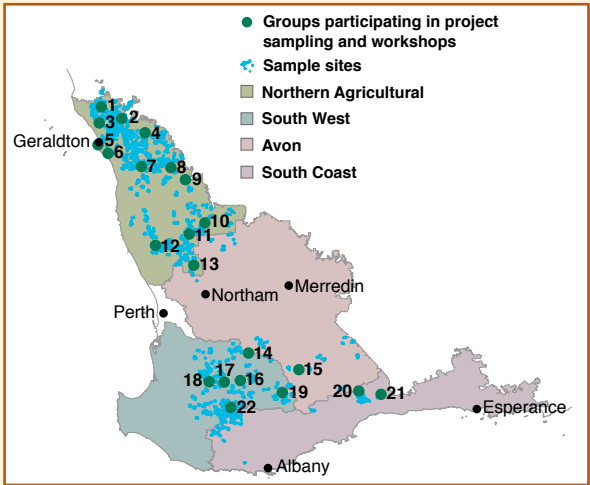 Groups participating in project
sampling and workshops
Sample sites
Northern Agricultural
South West
Avon
South Coast
1
2
3
4
Geraldton
5
6
7
8
9
10
11
12
13
Merredin
Northam
Perth
14
15
17
18
16
19
20
21
22
Esperance
Albany